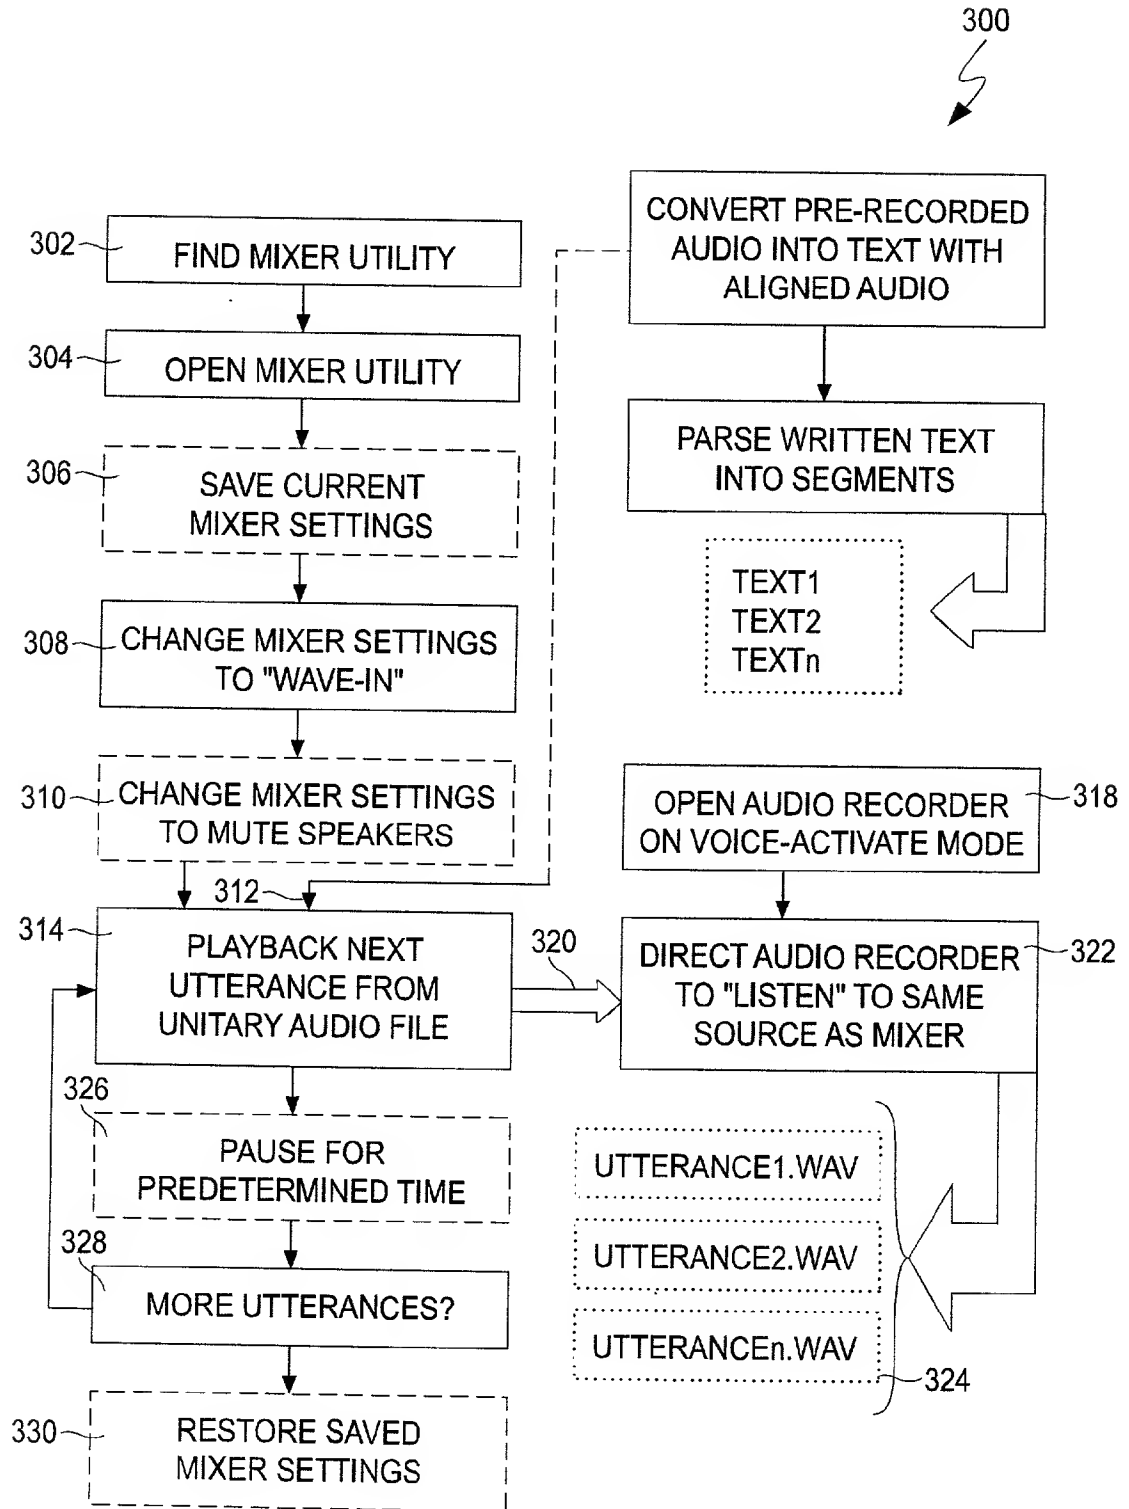 300
302
FIND MIXER UTILITY
304
OPEN MIXER UTILITY
306
SAVE CURRENT
MIXER SETTINGS
308
CHANGE MIXER SETTINGS
TO "WAVE-IN"
310
CHANGE MIXER SETTINGS
TO MUTE SPEAKERS
312
314
PLAYBACK NEXT
UTTERANCE FROM
UNITARY AUDIO FILE
320
326
PAUSE FOR
PREDETERMINED TIME
328
MORE UTTERANCES?
330
RESTORE SAVED
MIXER SETTINGS
CONVERT PRE-RECORDED
AUDIO INTO TEXT WITH
ALIGNED AUDIO
PARSE WRITTEN TEXT
INTO SEGMENTS
TEXT1
TEXT2
TEXTn
OPEN AUDIO RECORDER
ON VOICE-ACTIVATE MODE
318
DIRECT AUDIO RECORDER
TO "LISTEN" TO SAME
SOURCE AS MIXER
322
UTTERANCE1.WAV
UTTERANCE2.WAV
UTTERANCEn.WAV
324